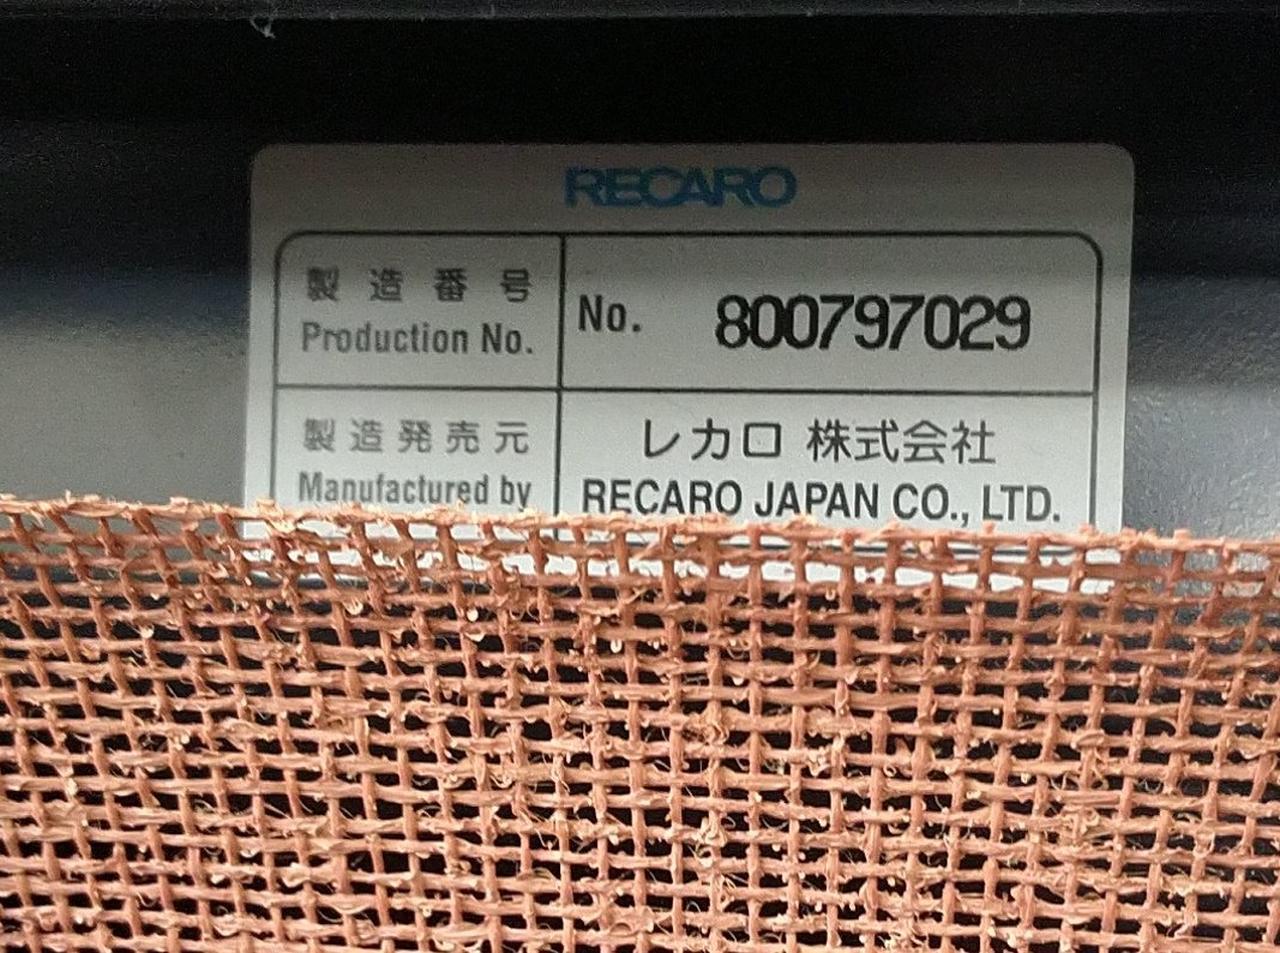 RECARO
製造番号
Production No.
No. 800797029
製造発売元
Manufactured by
レカロ 株式会社
RECARO JAPAN CO., LTD.